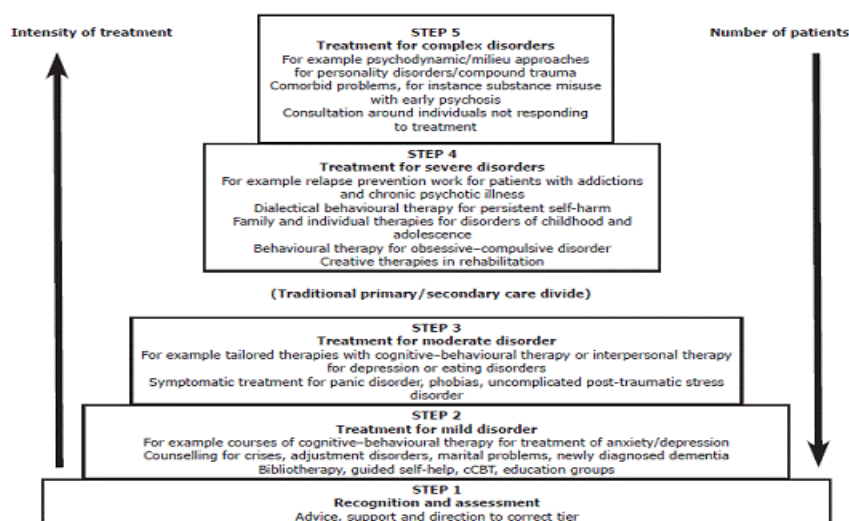 Intensity of treatment
Number of patients
STEP 5
Treatment for complex disorders
For example psychodynamic/milieu approaches
for personality disorders/compound trauma
Comorbid problems, for instance substance misuse
with early psychosis
Consultation around individuals not responding
to treatment
STEP 4
Treatment for severe disorders
For example relapse prevention work for patients with addictions
and chronic psychotic illness
Dialectical behavioural therapy for persistent self-harm
Family and individual therapies for disorders of childhood and
adolescence
Behavioural therapy for obsessive–compulsive disorder
Creative therapies in rehabilitation
(Traditional primary/secondary care divide)
STEP 3
Treatment for moderate disorder
For example tailored therapies with cognitive–behavioural therapy or interpersonal therapy
for depression or eating disorders
Symptomatic treatment for panic disorder, phobias, uncomplicated post-traumatic stress
disorder
STEP 2
Treatment for mild disorder
For example courses of cognitive–behavioural therapy for treatment of anxiety/depression
Counselling for crises, adjustment disorders, marital problems, newly diagnosed dementia
Bibliotherapy, guided self-help, cCBT, education groups
STEP 1
Recognition and assessment
Advice, support and direction to correct tier